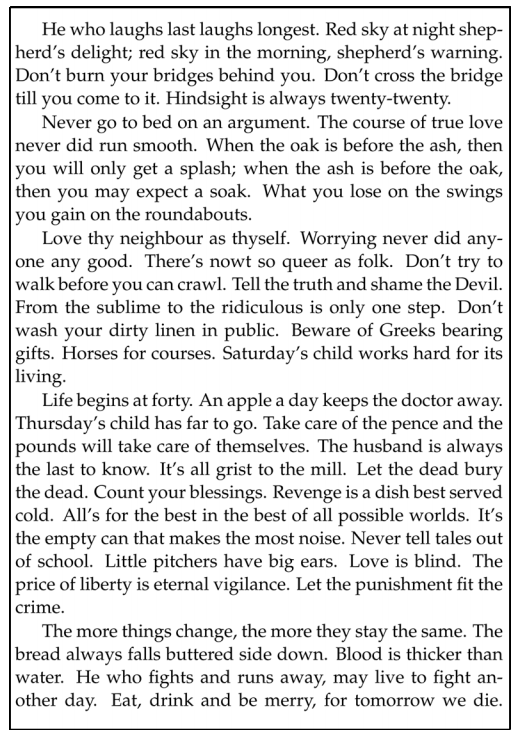 He who laughs last laughs longest. Red sky at night shep-
herd's delight; red sky in the morning, shepherd's warning.
Don't burn your bridges behind you. Don't cross the bridge
till you come to it. Hindsight is always twenty-twenty.
Never go to bed on an argument. The course of true love
never did run smooth. When the oak is before the ash, then
you will only get a splash; when the ash is before the oak,
then you may expect a soak. What you lose on the swings
you gain on the roundabouts.
Love thy neighbour as thyself. Worrying never did any-
one any good. There's nowt so queer as folk. Don't try to
walk before you can crawl. Tell the truth and shame the Devil.
From the sublime to the ridiculous is only one step. Don't
wash your dirty linen in public. Beware of Greeks bearing
gifts. Horses for courses. Saturday's child works hard for its
living.
Life begins at forty. An apple a day keeps the doctor away.
Thursday's child has far to go. Take care of the pence and the
pounds will take care of themselves. The husband is always
the last to know. It's all grist to the mill. Let the dead bury
the dead. Count your blessings. Revenge is a dish best served
cold. All's for the best in the best of all possible worlds. It's
the empty can that makes the most noise. Never tell tales out
of school. Little pitchers have big ears. Love is blind. The
price of liberty is eternal vigilance. Let the punishment fit the
crime.
The more things change, the more they stay the same. The
bread always falls buttered side down. Blood is thicker than
water. He who fights and runs away, may live to fight an-
other day. Eat, drink and be merry, for tomorrow we die.